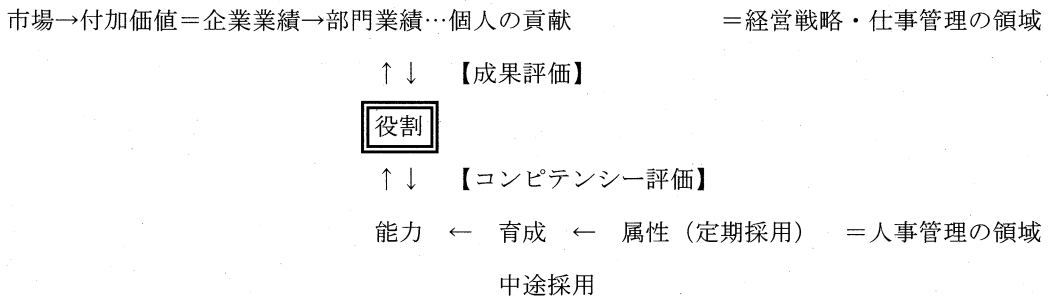 市場→付加価値＝企業業績→部門業績…個人の貢献　　　　　　＝経営戦略・仕事管理の領域
↑↓　【成果評価】
役割
↑↓　【コンピテンシー評価】
能力　←　育成　←　属性（定期採用）　＝人事管理の領域
中途採用